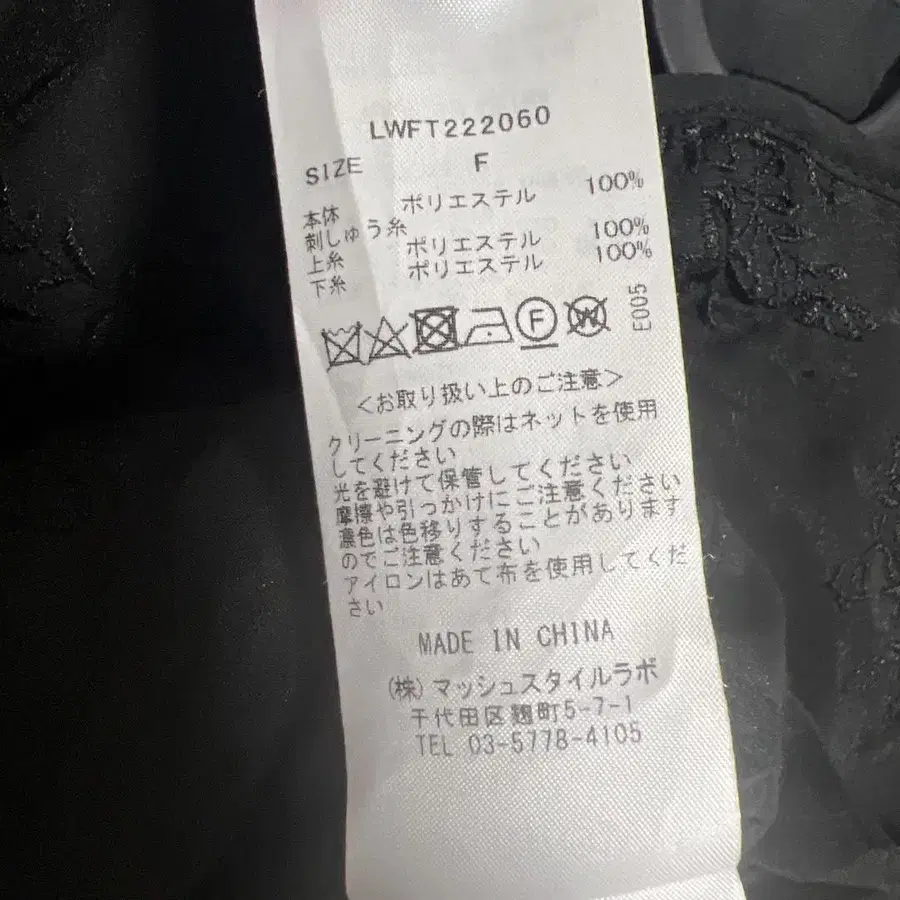 LWFT222060
SIZE F
本体 ポリエステル 100%
刺しゅう糸
上糸 ポリエステル 100%
下糸 ポリエステル 100%
F W E005
<お取り扱い上のご注意>
クリーニングの際はネットを使用
してください
光を避けて保管してください
摩擦や引っかけにご注意ください
濃色は色移りすることがあります
のでご注意ください
アイロンはあて布を使用してくだ
さい
MADE IN CHINA
(株)マッシュスタイルラボ
千代田区麹町5-7-1
TEL 03-5778-4105